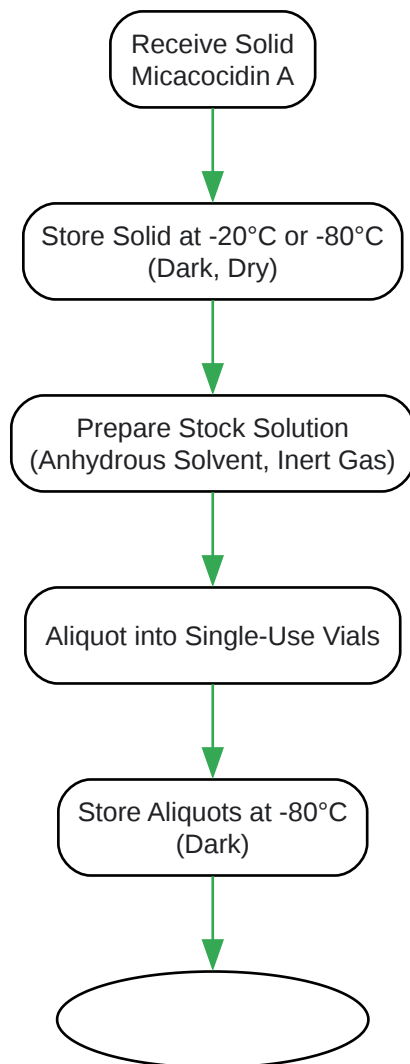 Receive Solid
Micacocidin A
Store Solid at -20°C or -80°C
(Dark, Dry)
Prepare Stock Solution
(Anhydrous Solvent, Inert Gas)
Aliquot into Single-Use Vials
Store Aliquots at -80°C
(Dark)